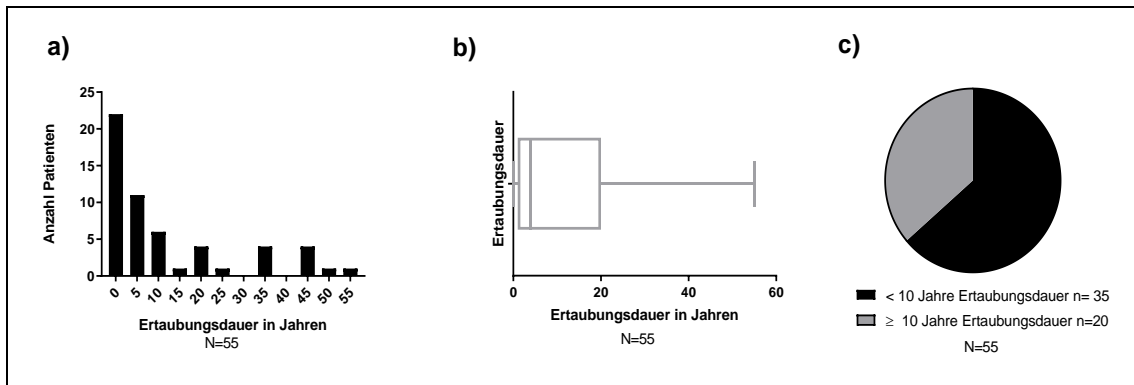 a)
Anzahl Patienten
25
20
15
10
5
0
0 5 10 15 20 25 30 35 40 45 50 55
Ertaubungsdauer in Jahren
N=55
b)
Ertaubungsdauer
0 20 40 60
Ertaubungsdauer in Jahren
N=55
c)
< 10 Jahre Ertaubungsdauer n= 35
≥ 10 Jahre Ertaubungsdauer n=20
N=55